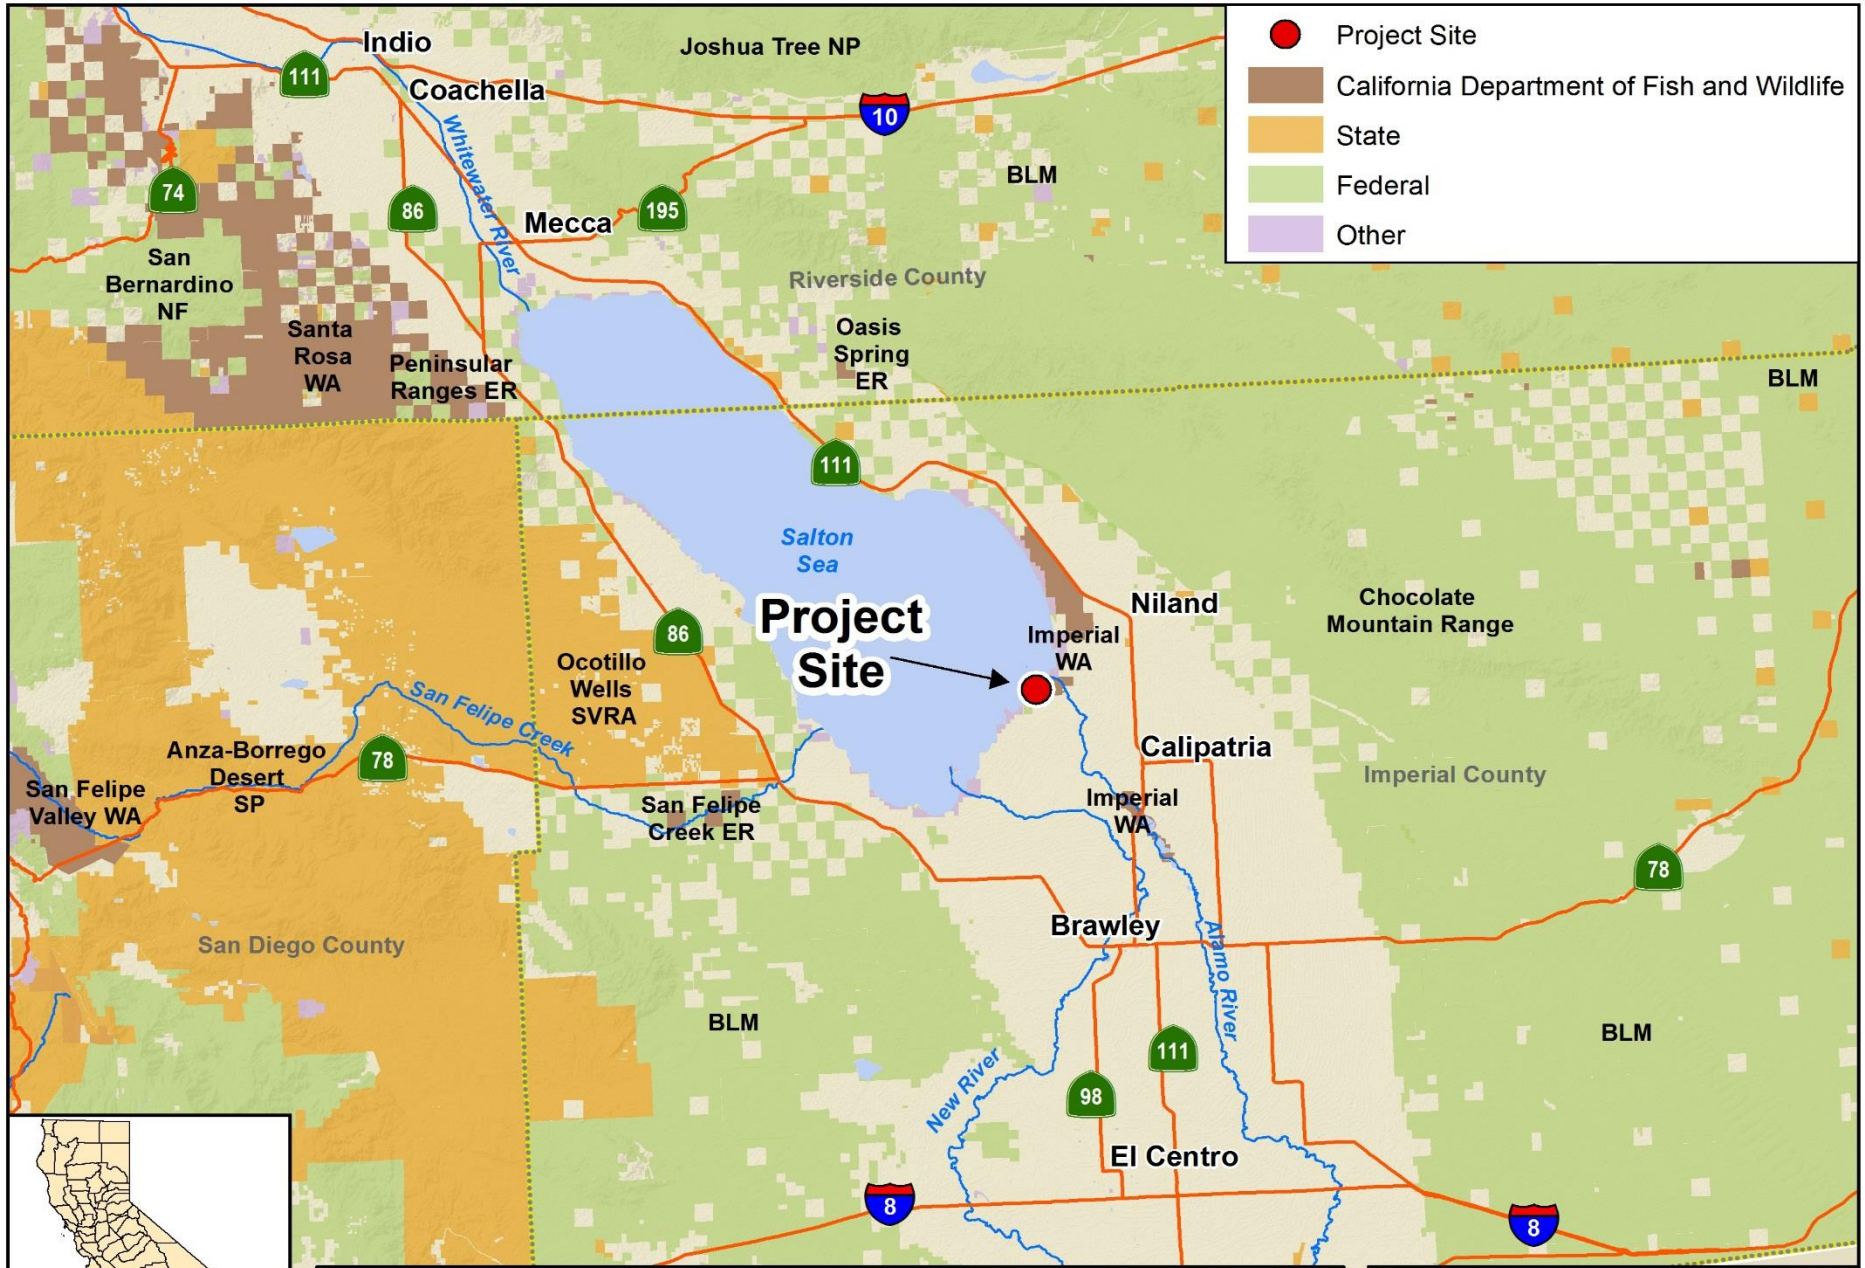 Indio
Joshua Tree NP
111
Coachella
10
Project Site
California Department of Fish and Wildlife
State
Federal
Other
Whitewater River
BLM
74
86
195
Mecca
San
Bernardino
NF
Riverside County
Santa
Rosa
WA
Peninsular
Ranges ER
Oasis
Spring
ER
BLM
111
Salton
Sea
Project
Site
Niland
Chocolate
Mountain Range
Imperial
WA
86
Ocotillo
Wells
SVRA
San Felipe Creek
Anza-Borrego
Desert
SP
78
San Felipe
Valley WA
Calipatria
Imperial County
San Felipe
Creek ER
Imperial
WA
78
Brawley
San Diego County
Alamo River
BLM
BLM
111
New River
98
El Centro
8
8